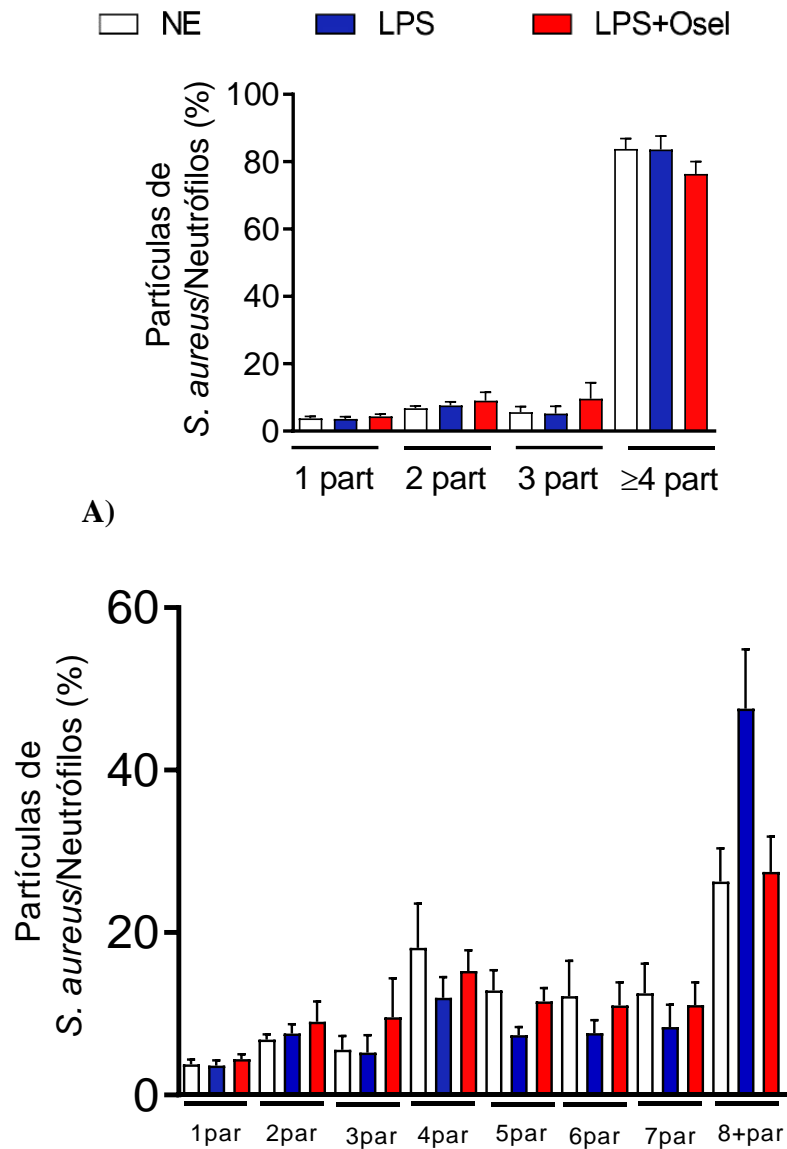 NE LPS LPS+Osel
Partículas de
S. aureus/Neutrófilos (%)
100
80
60
40
20
0
1 part 2 part 3 part ≥4 part
A)
Partículas de
S. aureus/Neutrófilos (%)
60
40
20
0
1par 2par 3par 4par 5par 6par 7par 8+par